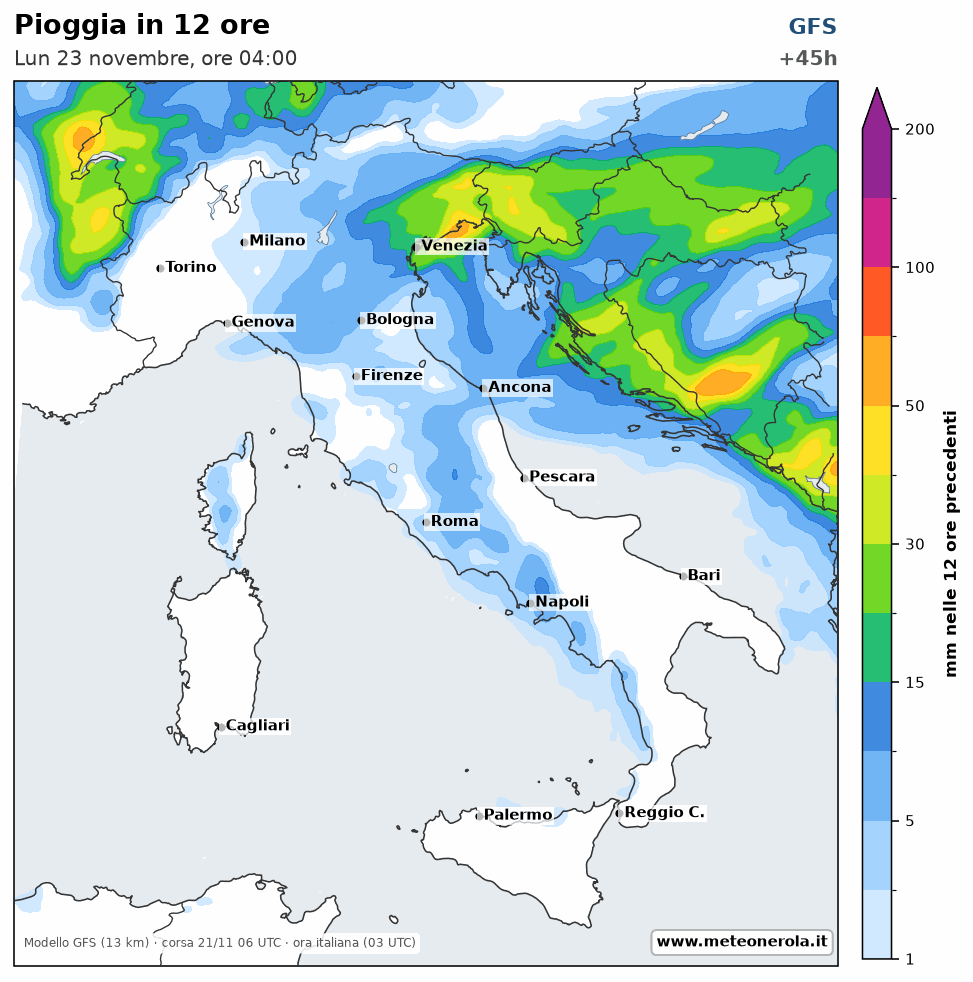 Pioggia in 12 ore
GFS
Lun 23 novembre, ore 04:00
+45h
200
100
50
30
15
5
1
mm nelle 12 ore precedenti
Milano
Venezia
Torino
Genova
Bologna
Firenze
Ancona
Pescara
Roma
Bari
Napoli
Cagliari
Palermo
Reggio C.
Modello GFS (13 km) · corsa 21/11 06 UTC · ora italiana (03 UTC)
www.meteonerola.it